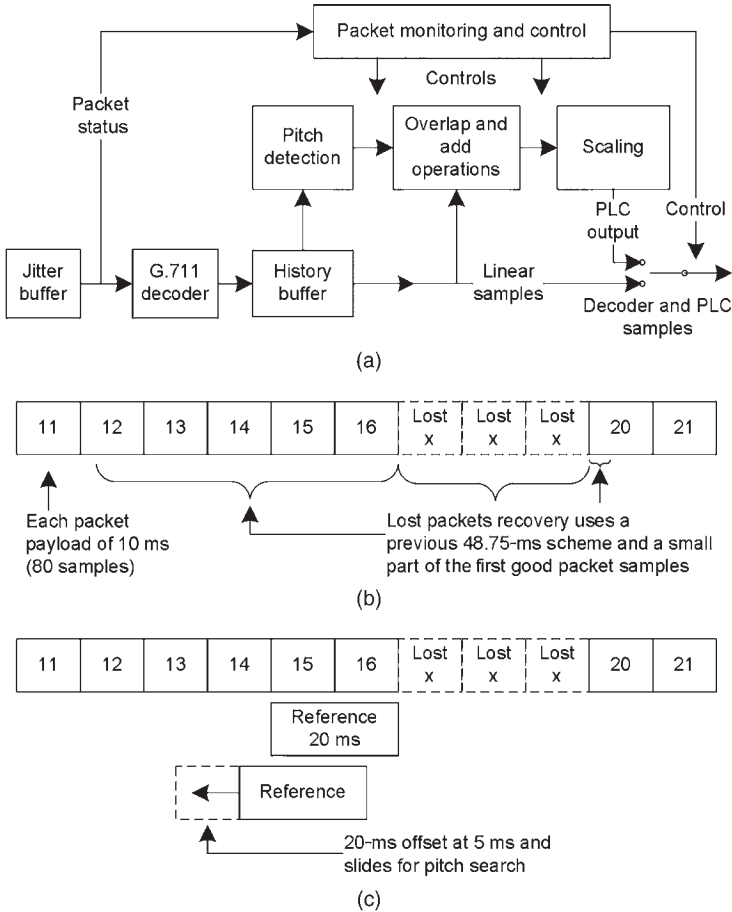 Packet monitoring and control
Controls
Packet
status
Pitch
detection
Overlap and
add
operations
Scaling
PLC
output
Control
Jitter
buffer
G.711
decoder
History
buffer
Linear
samples
Decoder and PLC
samples
(a)
11 12 13 14 15 16 Lost x Lost x Lost x 20 21
Each packet
payload of 10 ms
(80 samples)
Lost packets recovery uses a
previous 48.75-ms scheme and a small
part of the first good packet samples
(b)
11 12 13 14 15 16 Lost x Lost x Lost x 20 21
Reference
20 ms
Reference
20-ms offset at 5 ms and
slides for pitch search
(c)